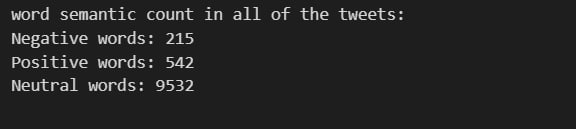 word semantic count in all of the tweets:
Negative words: 215
Positive words: 542
Neutral words: 9532